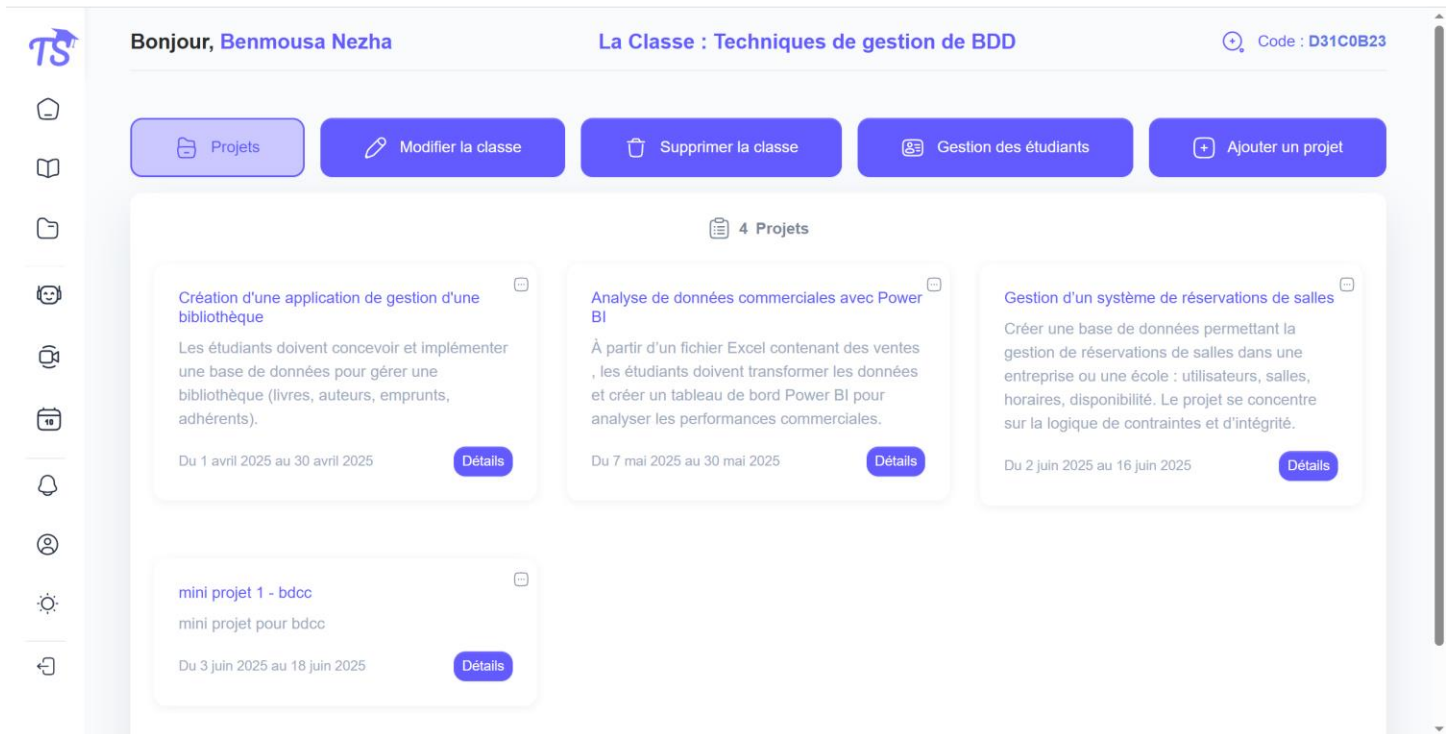 TS
Bonjour, Benmousa Nezha
La Classe : Techniques de gestion de BDD
Code : D31C0B23
Projets
Modifier la classe
Supprimer la classe
Gestion des étudiants
Ajouter un projet
4 Projets
Création d'une application de gestion d'une
bibliothèque
Les étudiants doivent concevoir et implémenter
une base de données pour gérer une
bibliothèque (livres, auteurs, emprunts,
adhérents).
Du 1 avril 2025 au 30 avril 2025
Détails
Analyse de données commerciales avec Power
BI
À partir d’un fichier Excel contenant des ventes
, les étudiants doivent transformer les données
et créer un tableau de bord Power BI pour
analyser les performances commerciales.
Du 7 mai 2025 au 30 mai 2025
Détails
Gestion d’un système de réservations de salles
Créer une base de données permettant la
gestion de réservations de salles dans une
entreprise ou une école : utilisateurs, salles,
horaires, disponibilité. Le projet se concentre
sur la logique de contraintes et d’intégrité.
Du 2 juin 2025 au 16 juin 2025
Détails
mini projet 1 - bdcc
mini projet pour bdcc
Du 3 juin 2025 au 18 juin 2025
Détails